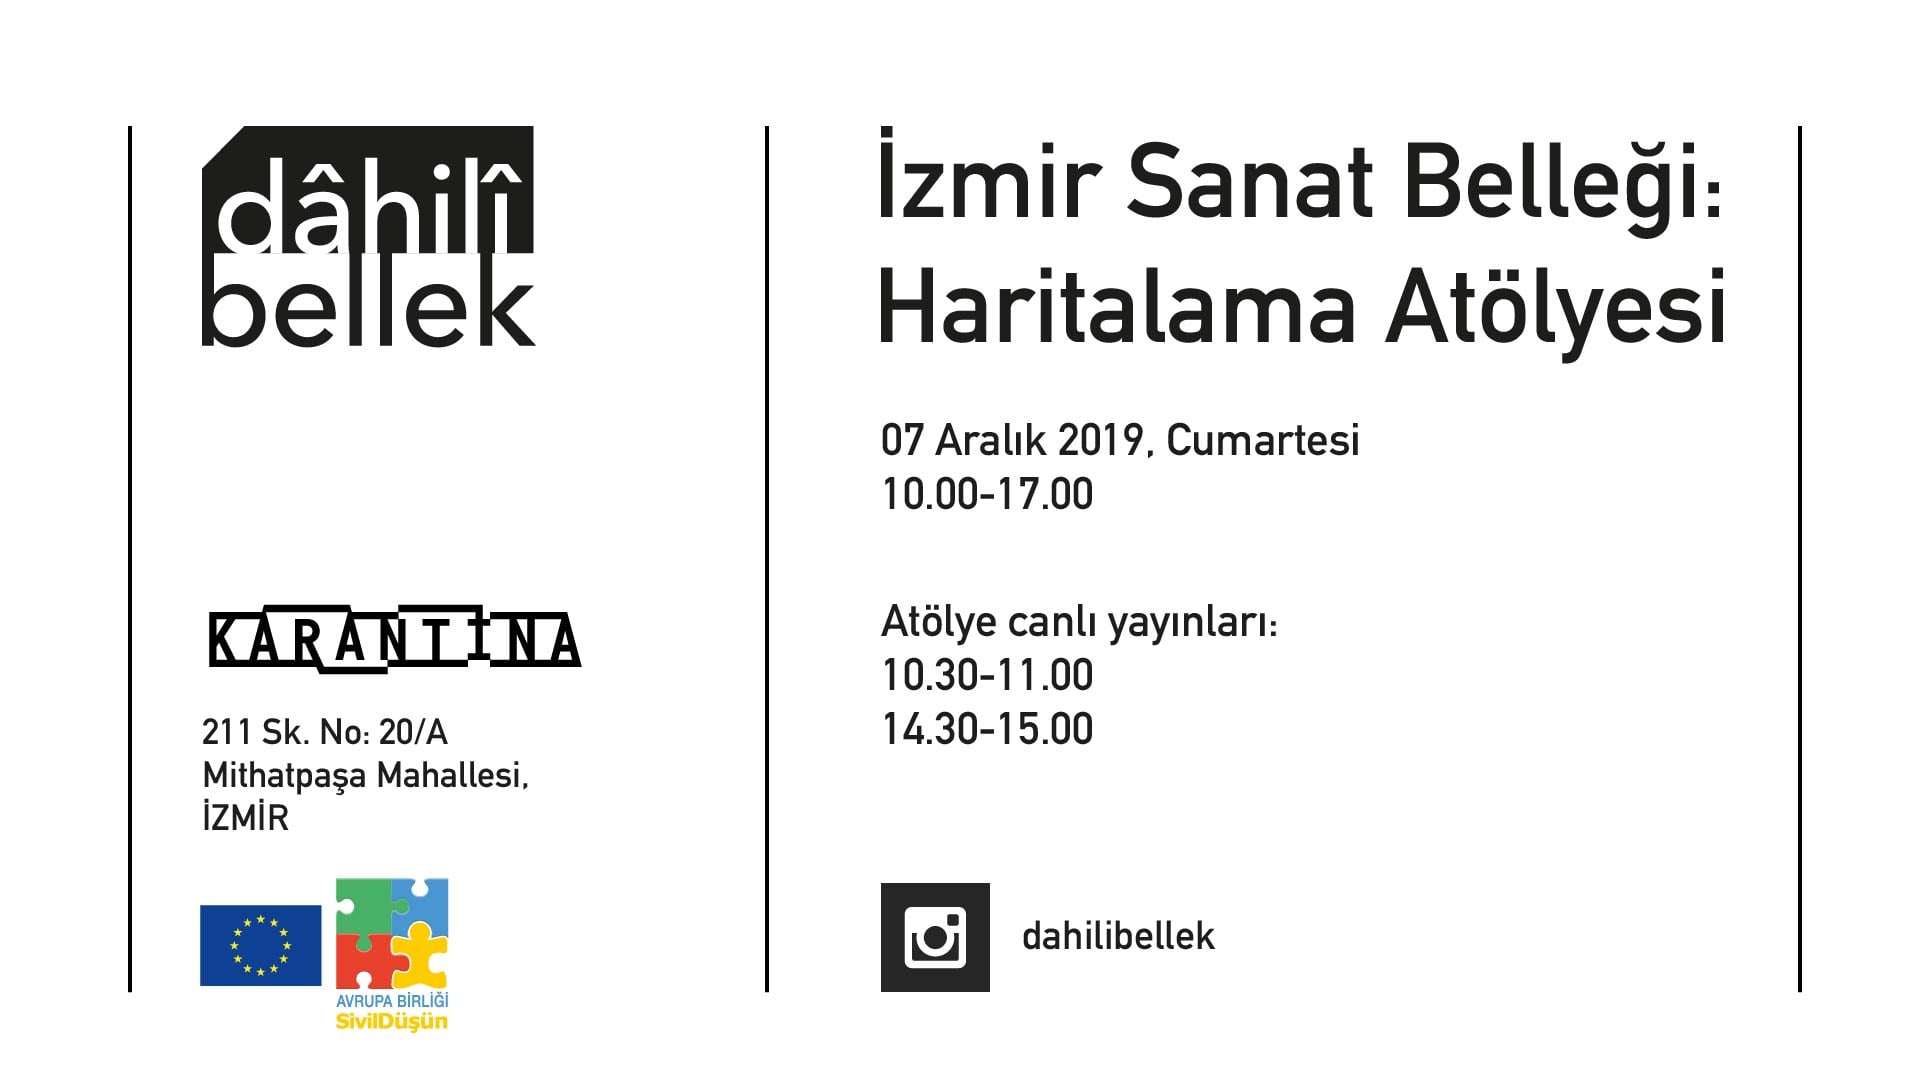 dâhilî
bellek
KARANTINA
211 Sk. No: 20/A
Mithatpaşa Mahallesi,
İZMİR
AVRUPA BİRLİĞİ
SivilDüşün
İzmir Sanat Belleği:
Haritalama Atölyesi
07 Aralık 2019, Cumartesi
10.00-17.00
Atölye canlı yayınları:
10.30-11.00
14.30-15.00
dahilibellek